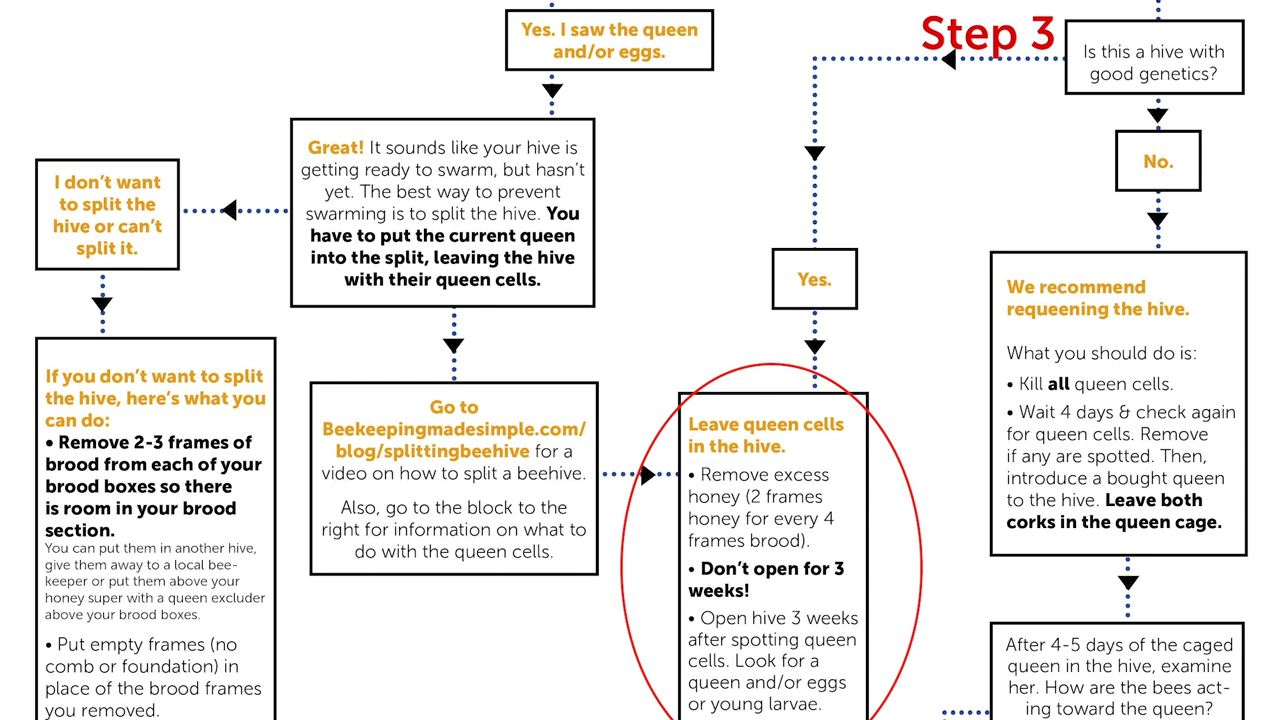 Yes. I saw the queen
and/or eggs.
Step 3
Is this a hive with
good genetics?
Great! It sounds like your hive is
getting ready to swarm, but hasn't
yet. The best way to prevent
swarming is to split the hive. You
have to put the current queen
into the split, leaving the hive
with their queen cells.
I don't want
to split the
hive or can't
split it.
No.
Yes.
We recommend
requeening the hive.
What you should do is:
• Kill all queen cells.
• Wait 4 days & check again
for queen cells. Remove
if any are spotted. Then,
introduce a bought queen
to the hive. Leave both
corks in the queen cage.
If you don't want to split
the hive, here's what you
can do:
• Remove 2-3 frames of
brood from each of your
brood boxes so there
is room in your brood
section.
You can put them in another hive,
give them away to a local bee-
keeper or put them above your
honey super with a queen excluder
above your brood boxes.
• Put empty frames (no
comb or foundation) in
place of the brood frames
you removed.
Go to
Beekeepingmadesimple.com/
blog/splittingbeehive for a
video on how to split a beehive.
Also, go to the block to the
right for information on what to
do with the queen cells.
Leave queen cells
in the hive.
• Remove excess
honey (2 frames
honey for every 4
frames brood).
• Don't open for 3
weeks!
• Open hive 3 weeks
after spotting queen
cells. Look for a
queen and/or eggs
or young larvae.
After 4-5 days of the caged
queen in the hive, examine
her. How are the bees act-
ing toward the queen?